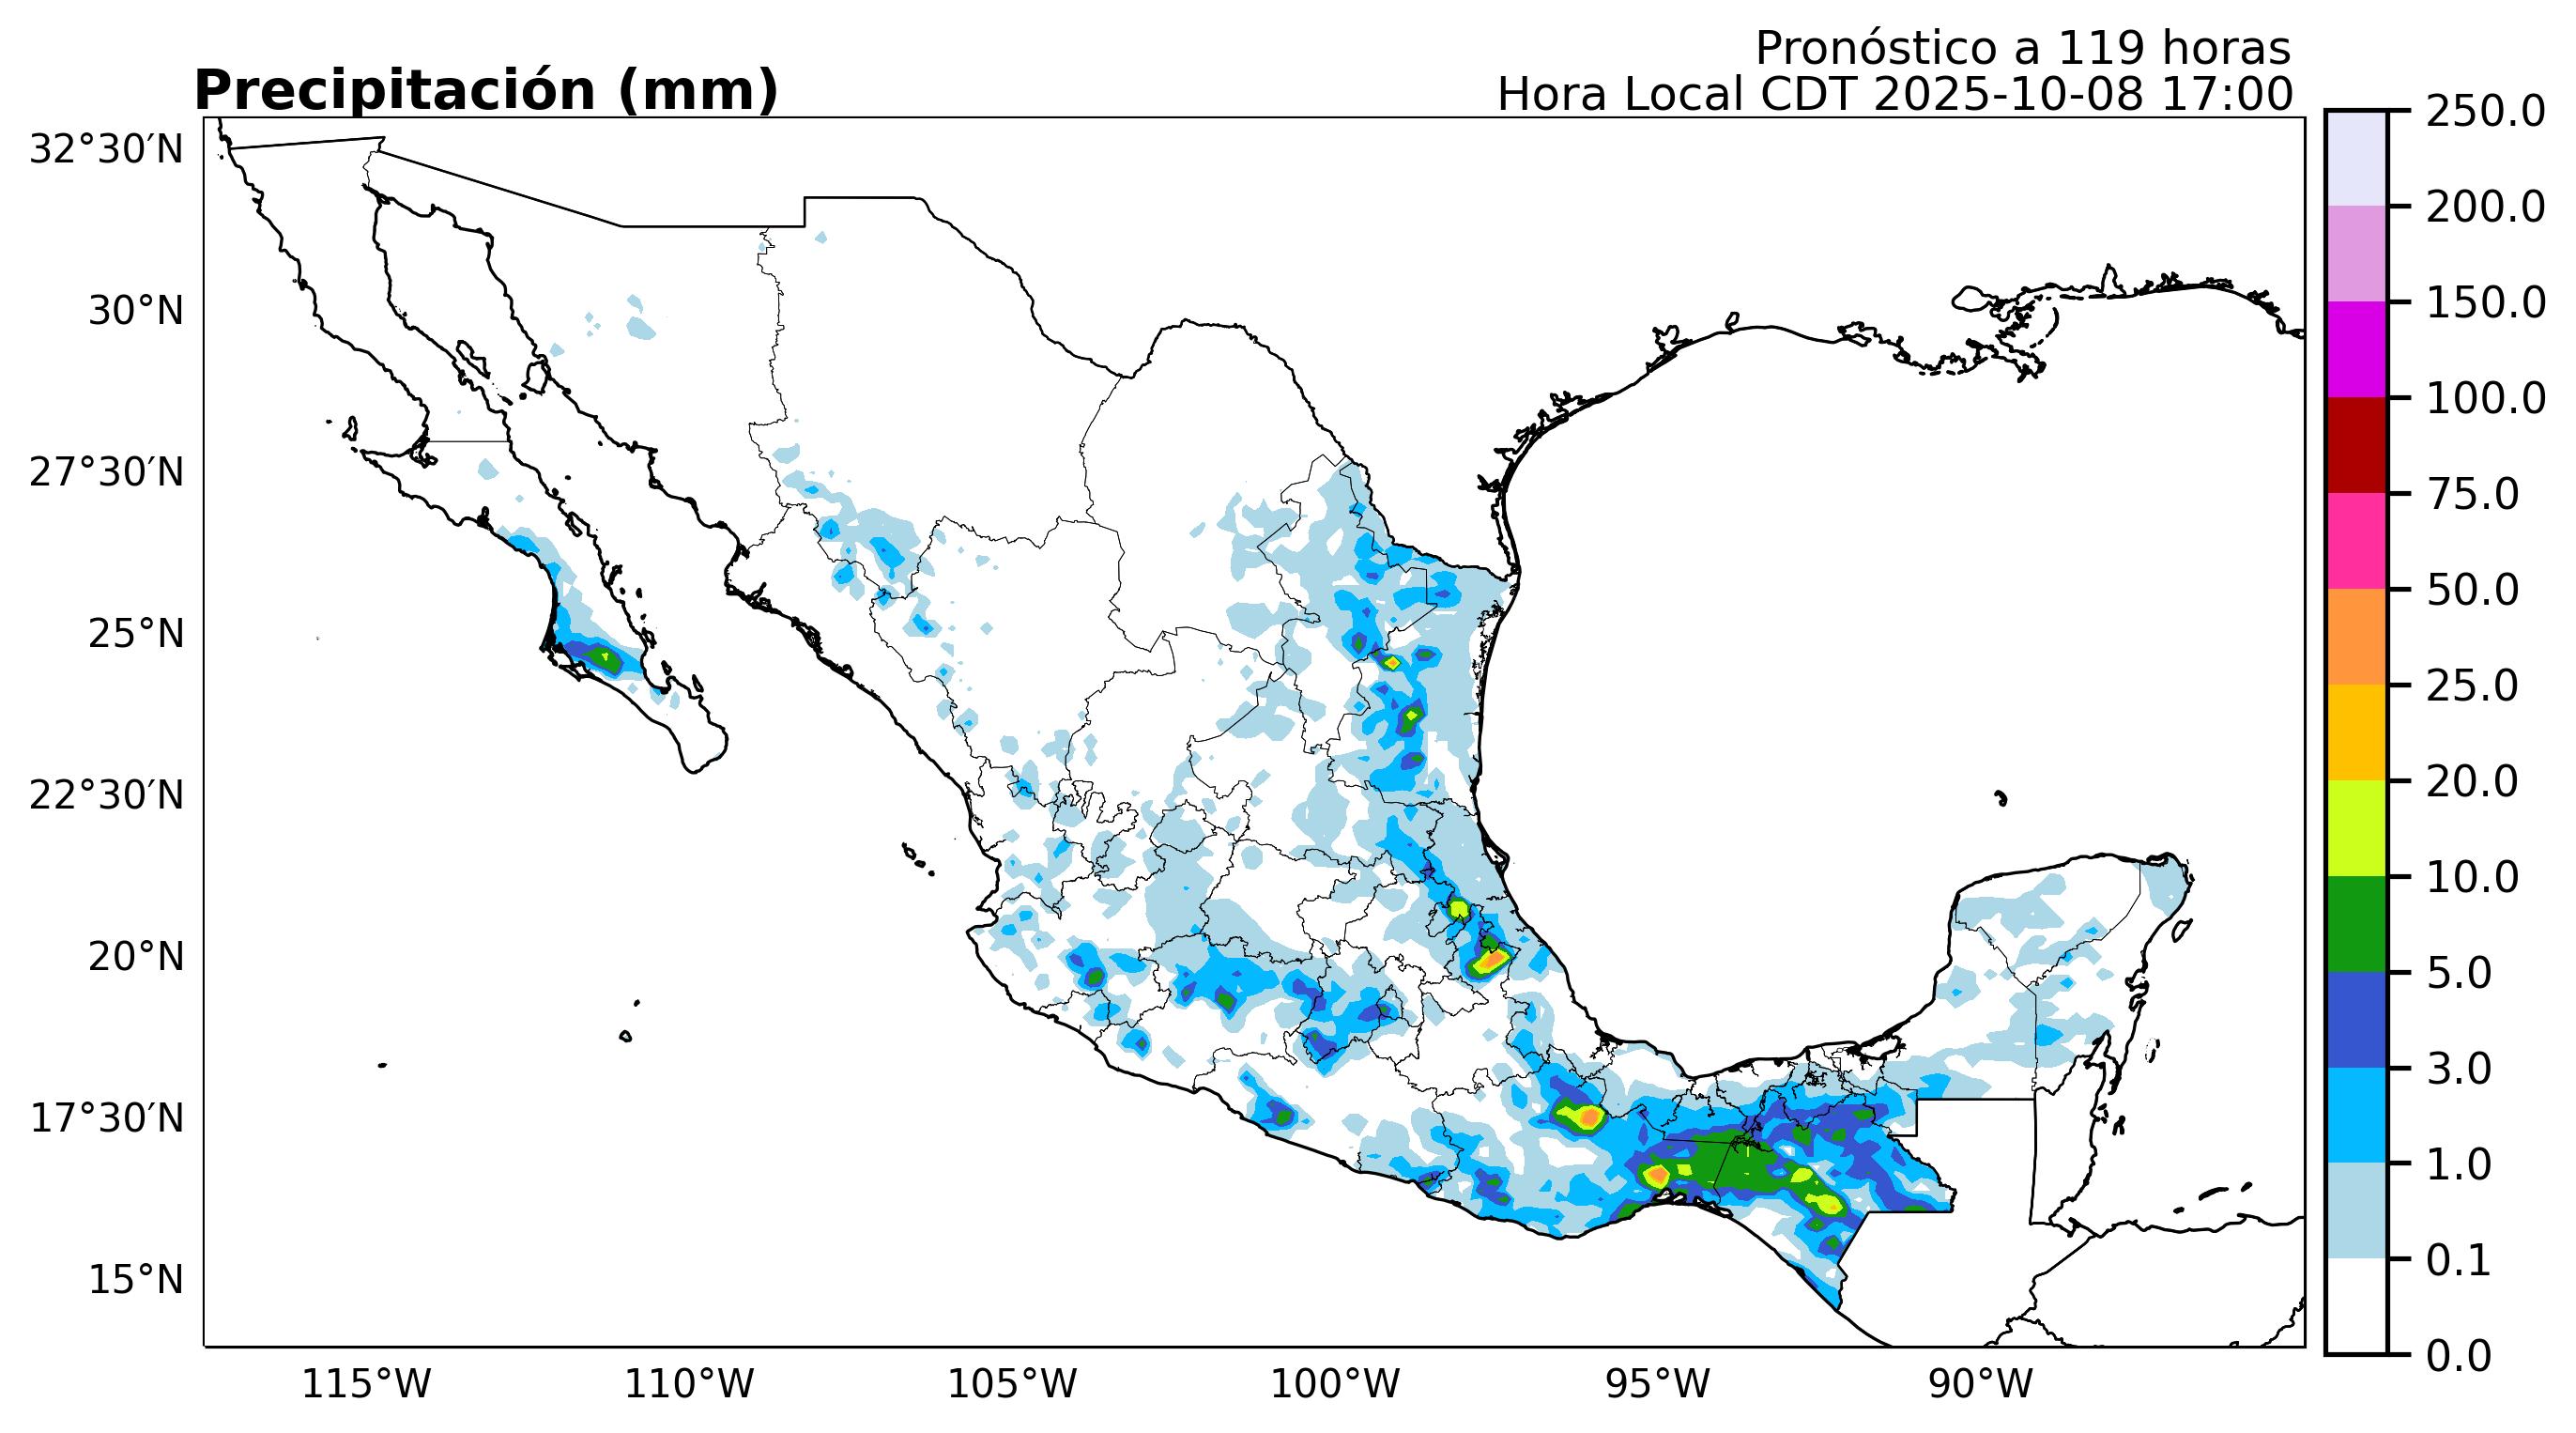 Pronóstico a 119 horas
Precipitación (mm)
Hora Local CDT 2025-10-08 17:00
32°30′N
30°N
27°30′N
25°N
22°30′N
20°N
17°30′N
15°N
115°W
110°W
105°W
100°W
95°W
90°W
250.0
200.0
150.0
100.0
75.0
50.0
25.0
20.0
10.0
5.0
3.0
1.0
0.1
0.0